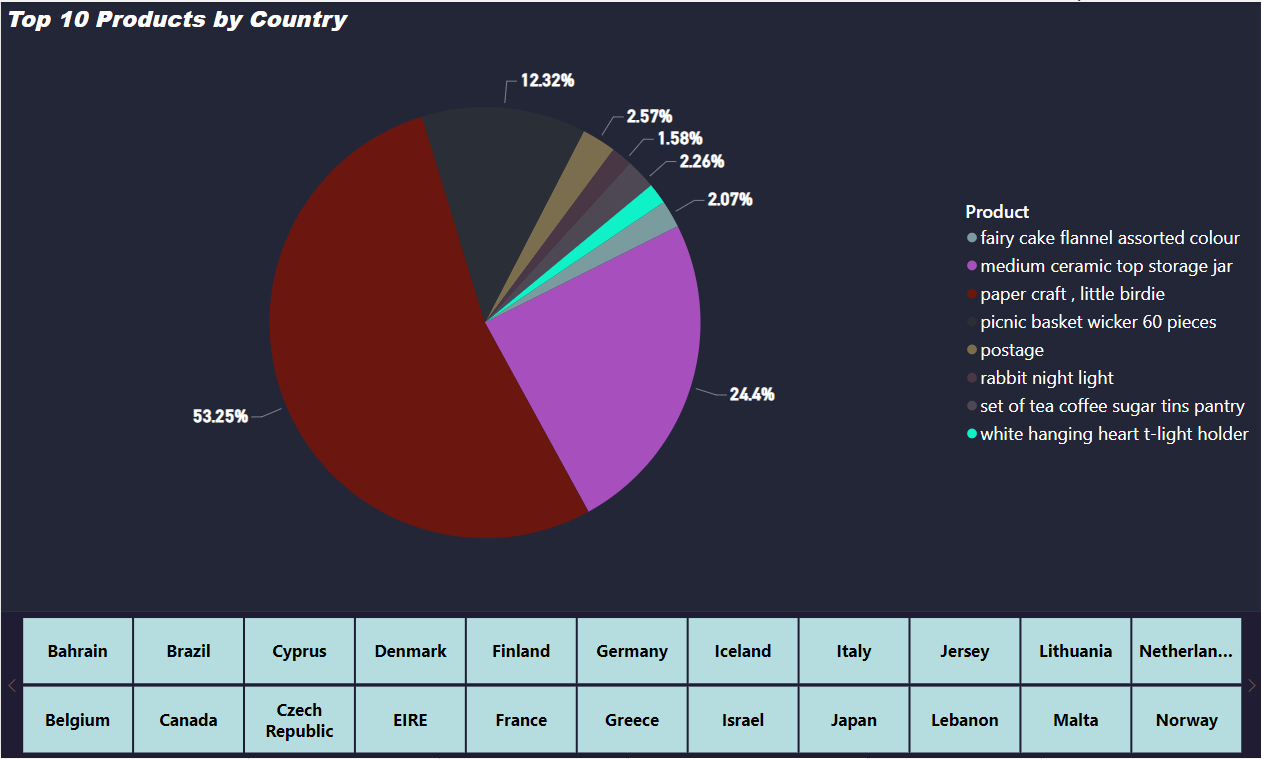 Top 10 Products by Country
12.32%
2.57%
1.58%
2.26%
2.07%
24.4%
53.25%
Product
fairy cake flannel assorted colour
medium ceramic top storage jar
paper craft , little birdie
picnic basket wicker 60 pieces
postage
rabbit night light
set of tea coffee sugar tins pantry
white hanging heart t-light holder
Bahrain Brazil Cyprus Denmark Finland Germany Iceland Italy Jersey Lithuania Netherlan...
Belgium Canada Czech Republic EIRE France Greece Israel Japan Lebanon Malta Norway